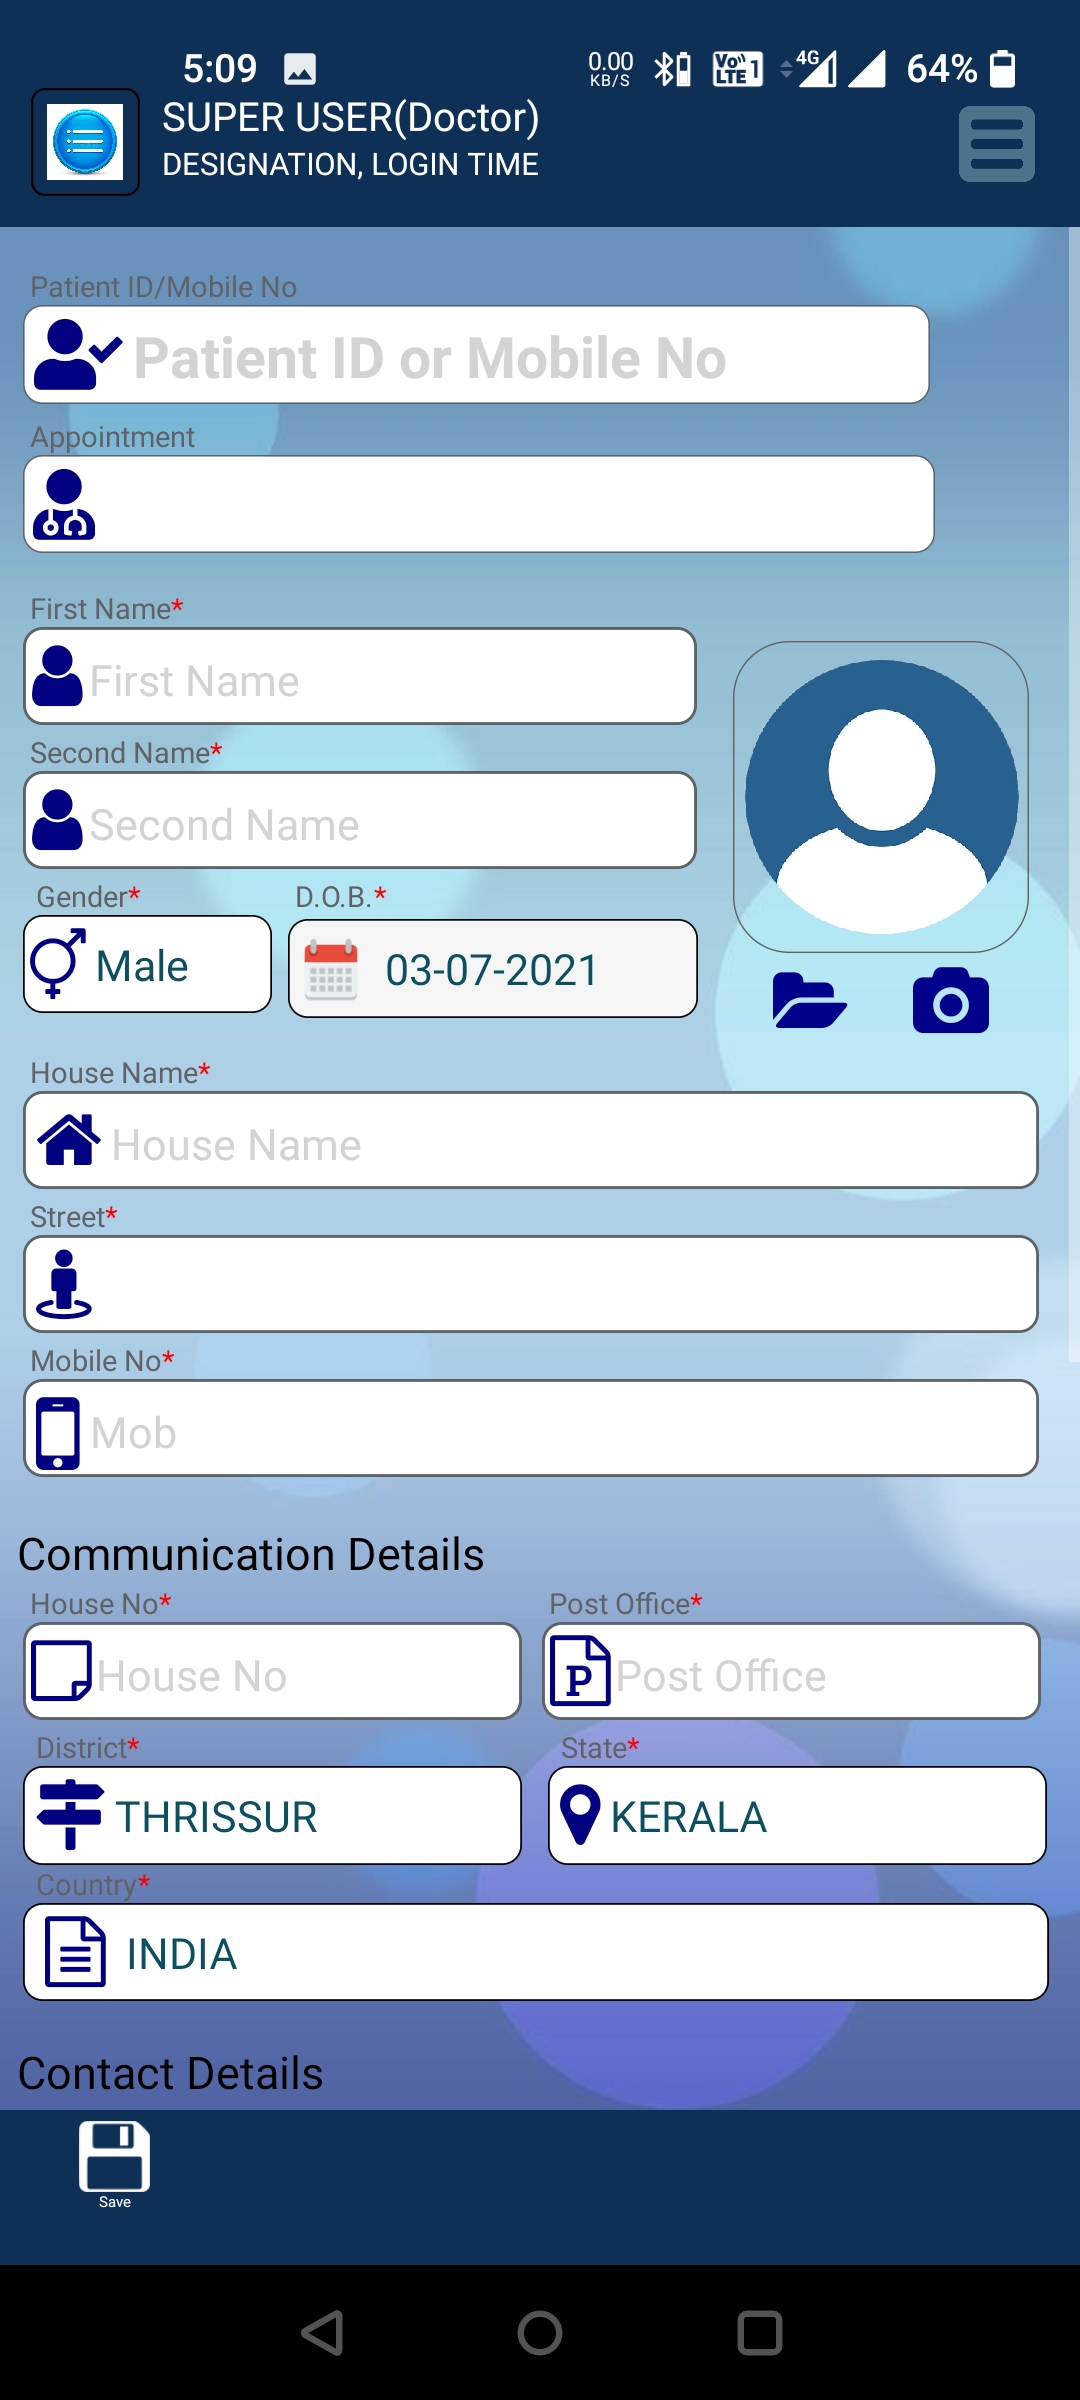 5:09 0.00 KB/S VoLTE 1 4G 64%
SUPER USER(Doctor)
DESIGNATION, LOGIN TIME
Patient ID/Mobile No
Patient ID or Mobile No
Appointment
First Name*
First Name
Second Name*
Second Name
Gender* D.O.B.*
Male 03-07-2021
House Name*
House Name
Street*
Mobile No*
Mob
Communication Details
House No* Post Office*
House No P Post Office
District* State*
THRISSUR KERALA
Country*
INDIA
Contact Details
Save